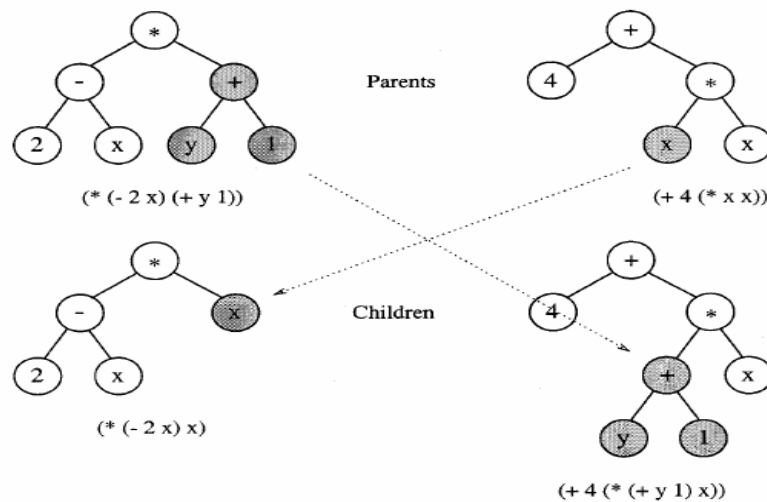 * +
- + Parents 4 *
2 x y 1 x x
(* (- 2 x) (+ y 1)) (+ 4 (* x x))
* +
- x Children 4 *
2 x + x
(* (- 2 x) x)
y 1
(+ 4 (* (+ y 1) x))